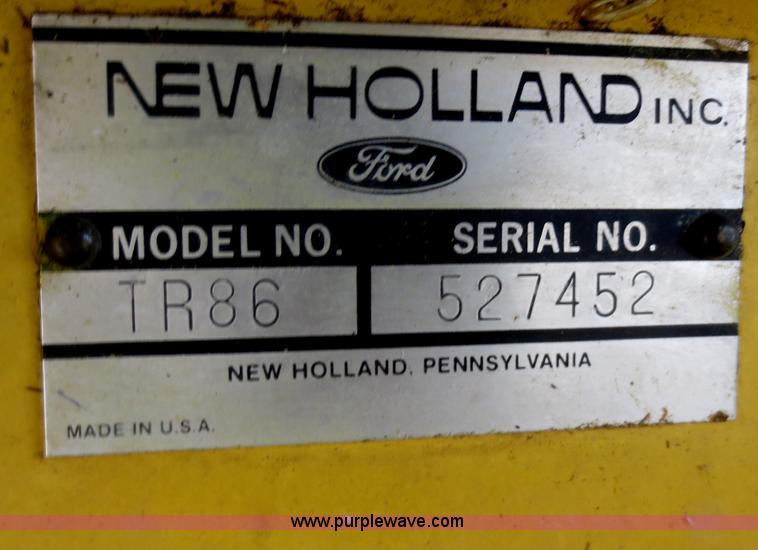 NEW HOLLAND INC.
Ford
MODEL NO. SERIAL NO.
TR86 527452
NEW HOLLAND, PENNSYLVANIA
MADE IN U.S.A.
www.purplewave.com